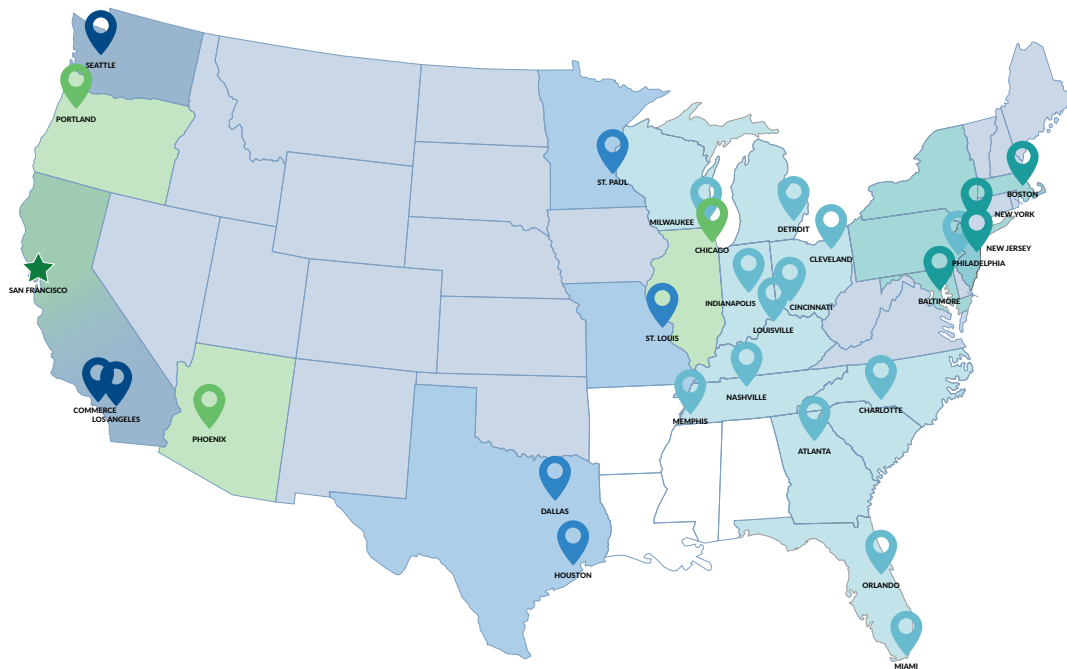 SEATTLE
PORTLAND
ST. PAUL
BOSTON
NEW YORK
MILWAUKEE
DETROIT
CHICAGO
NEW JERSEY
CLEVELAND
PHILADELPHIA
SAN FRANCISCO
BALTIMORE
INDIANAPOLIS
CINCINNATI
LOUISVILLE
ST. LOUIS
NASHVILLE
COMMERCE
CHARLOTTE
LOS ANGELES
MEMPHIS
PHOENIX
ATLANTA
DALLAS
HOUSTON
ORLANDO
MIAMI